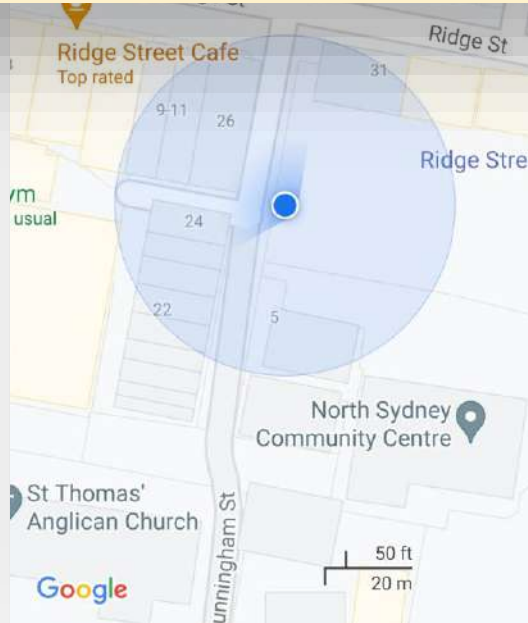 Ridge Street Cafe
Top rated
Ridge St
31
9-11
26
Ridge Stre
ym
usual
24
22
5
North Sydney
Community Centre
St Thomas'
Anglican Church
unningham St
50 ft
20 m
Google